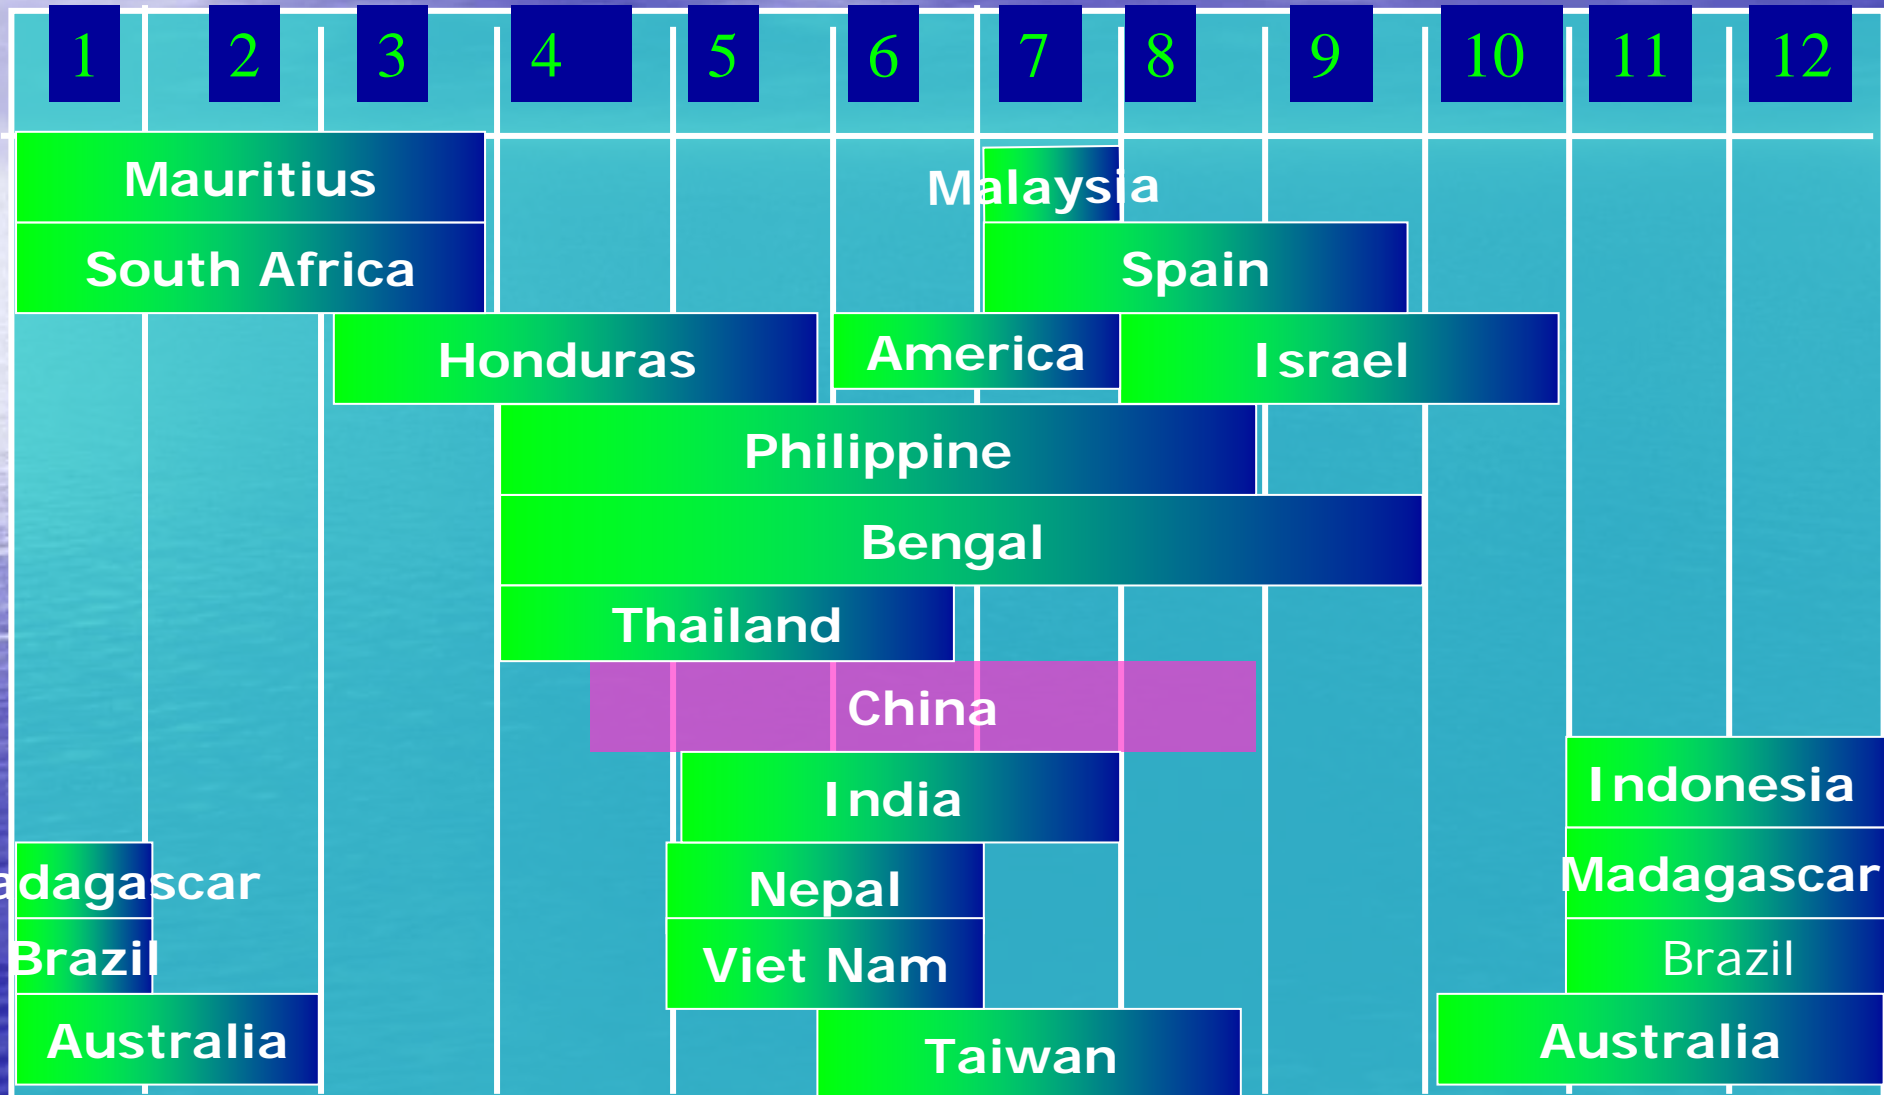 1 2 3 4 5 6 7 8 9 10 11 12
Mauritius
Malaysia
South Africa
Spain
Honduras
America
Israel
Philippine
Bengal
Thailand
China
India
Indonesia
adagascar
Nepal
Madagascar
Brazil
Viet Nam
Brazil
Australia
Taiwan
Australia